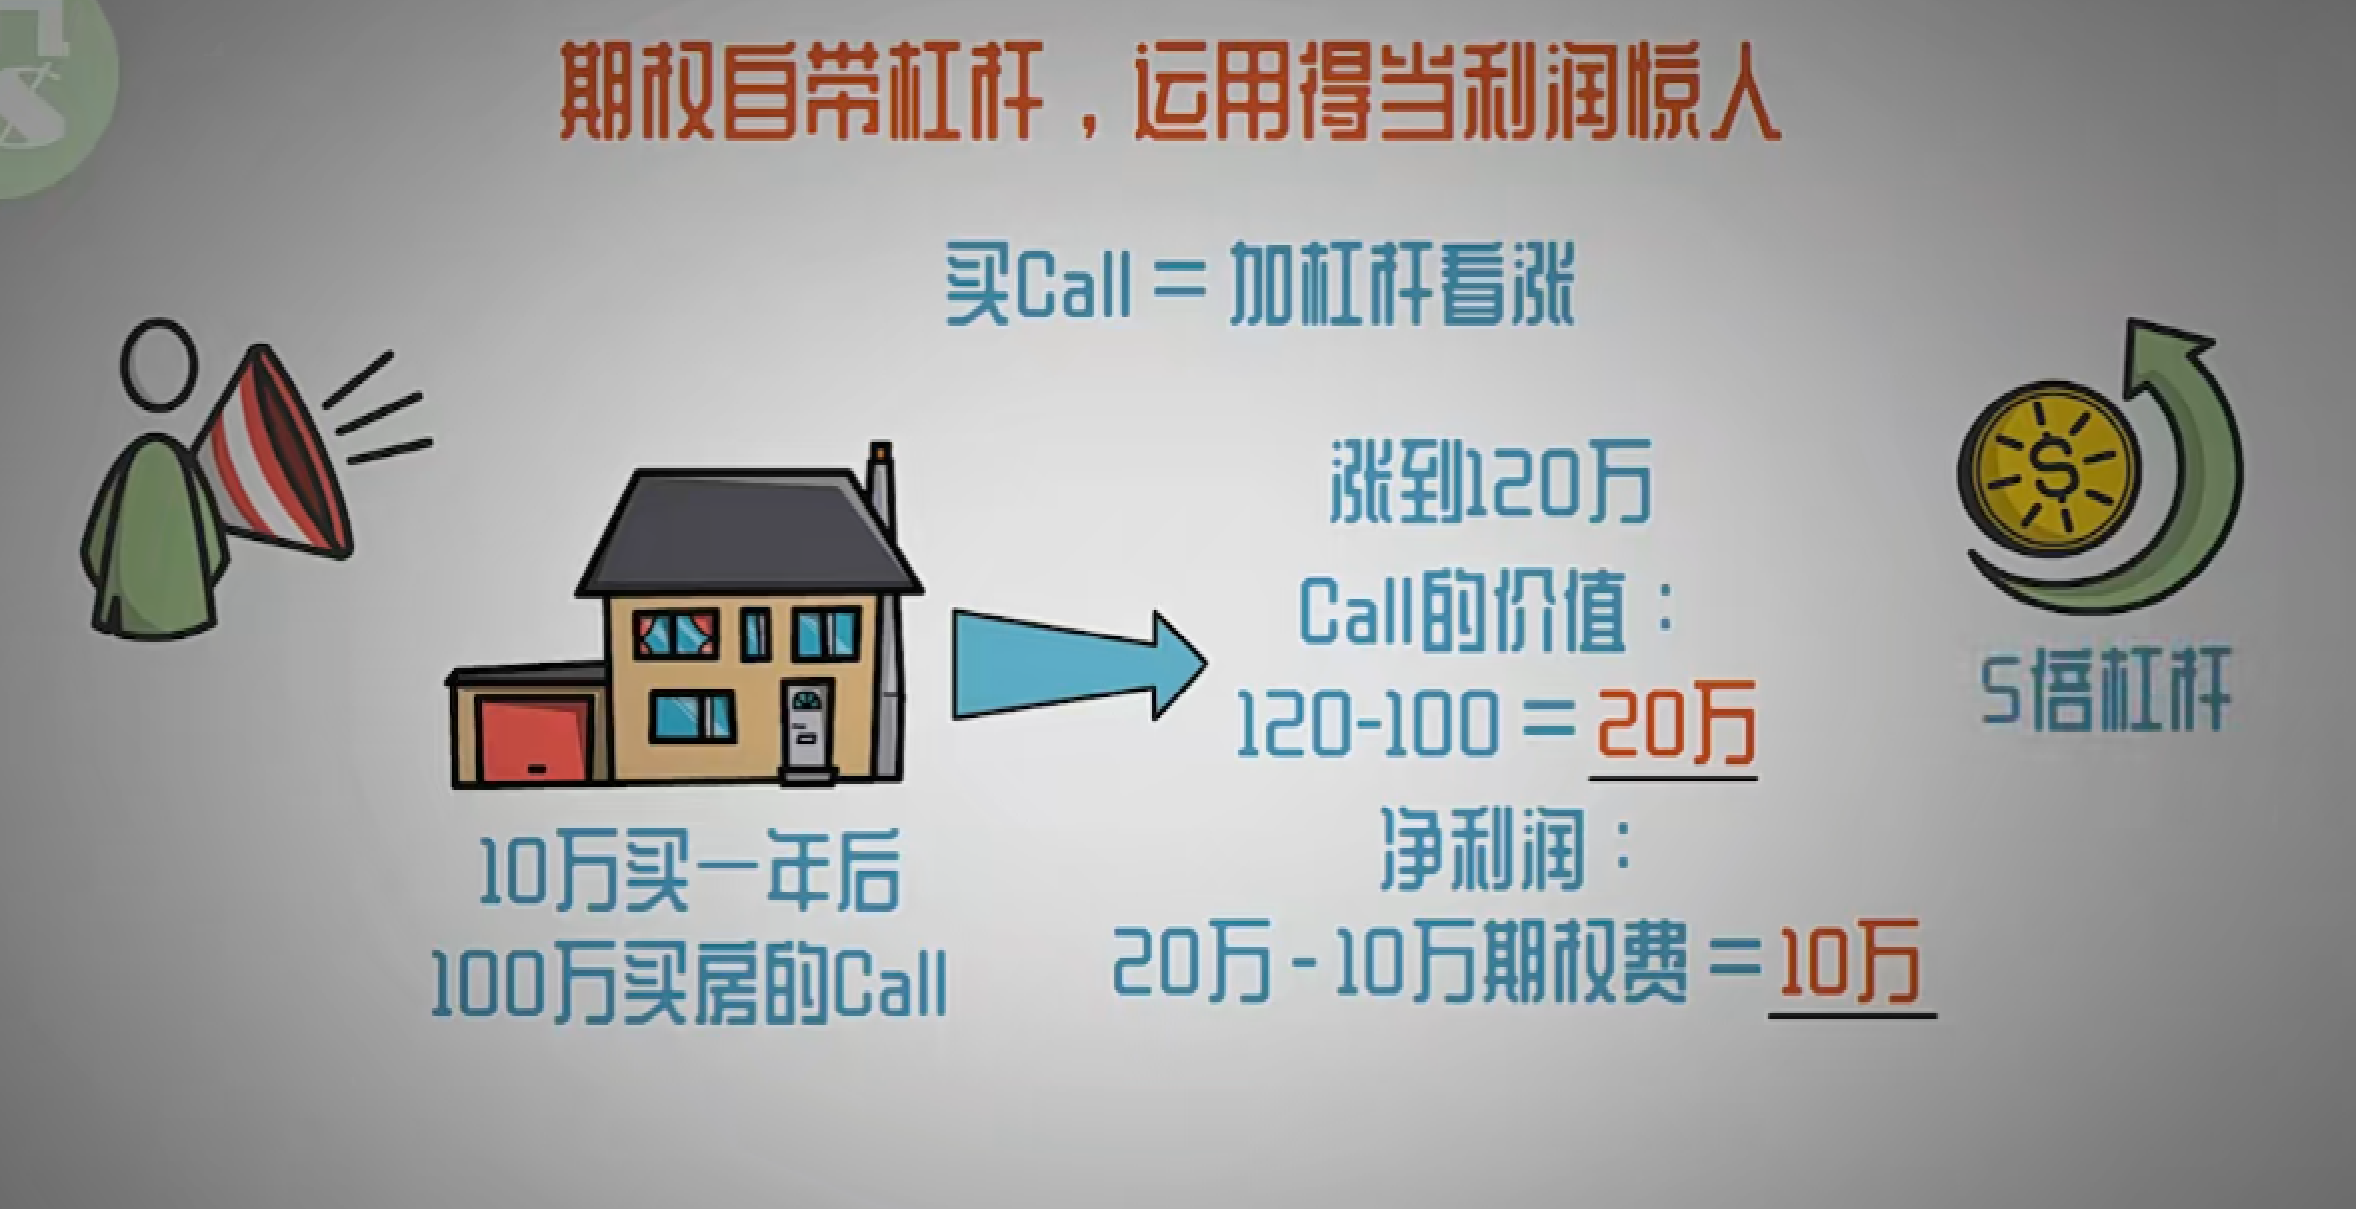 期权自带杠杆，运用得当利润惊人
买Call = 加杠杆看涨
涨到120万
Call的价值：
120-100 = 20万
5倍杠杆
净利润：
20万 - 10万期权费 = 10万
10万买一年后
100万买房的Call